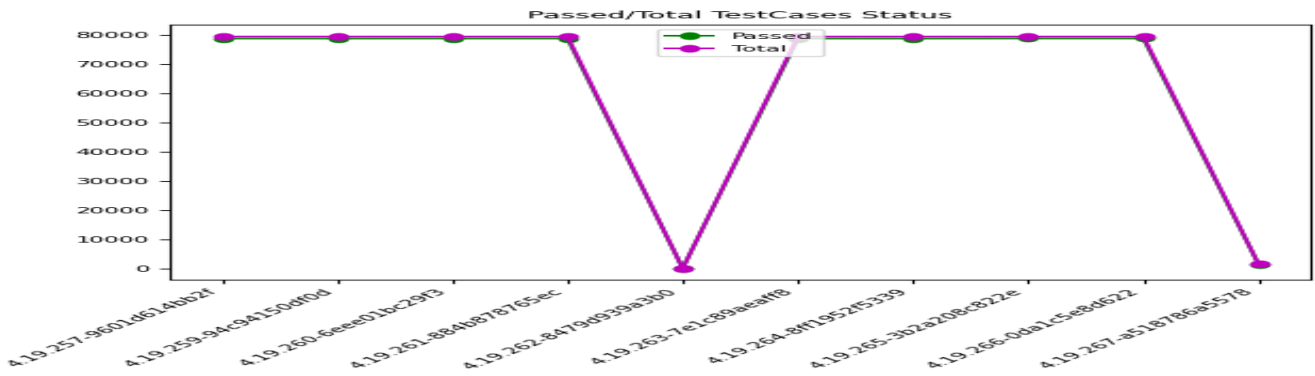 Passed/Total TestCases Status
Passed
Total
80000
70000
60000
50000
40000
30000
20000
10000
0
4.19.257-9601d614bb2f
4.19.259-94c94150df0d
4.19.260-6eee01bc29f3
4.19.261-884b878765ec
4.19.262-8479d939a3b0
4.19.263-7e1c89aeaff8
4.19.264-8ff1952f5339
4.19.265-3b2a208c822e
4.19.266-0da1c5e8d622
4.19.267-a518786a5578